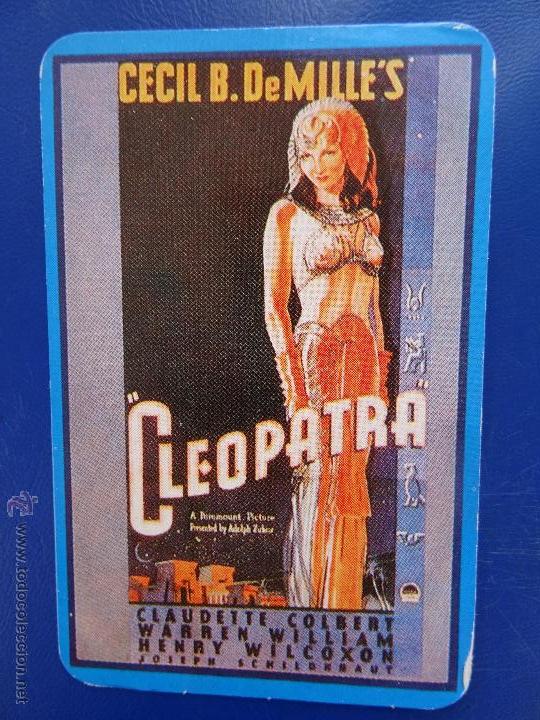 CECIL B. DeMILLE'S
"CLEOPATRA"
A Paramount Picture
Presented by Adolph Zukor
CLAUDETTE COLBERT
WARREN WILLIAM
HENRY WILCOXON
JOSEPH SCHILDKRAUT
www.todocoleccion.net